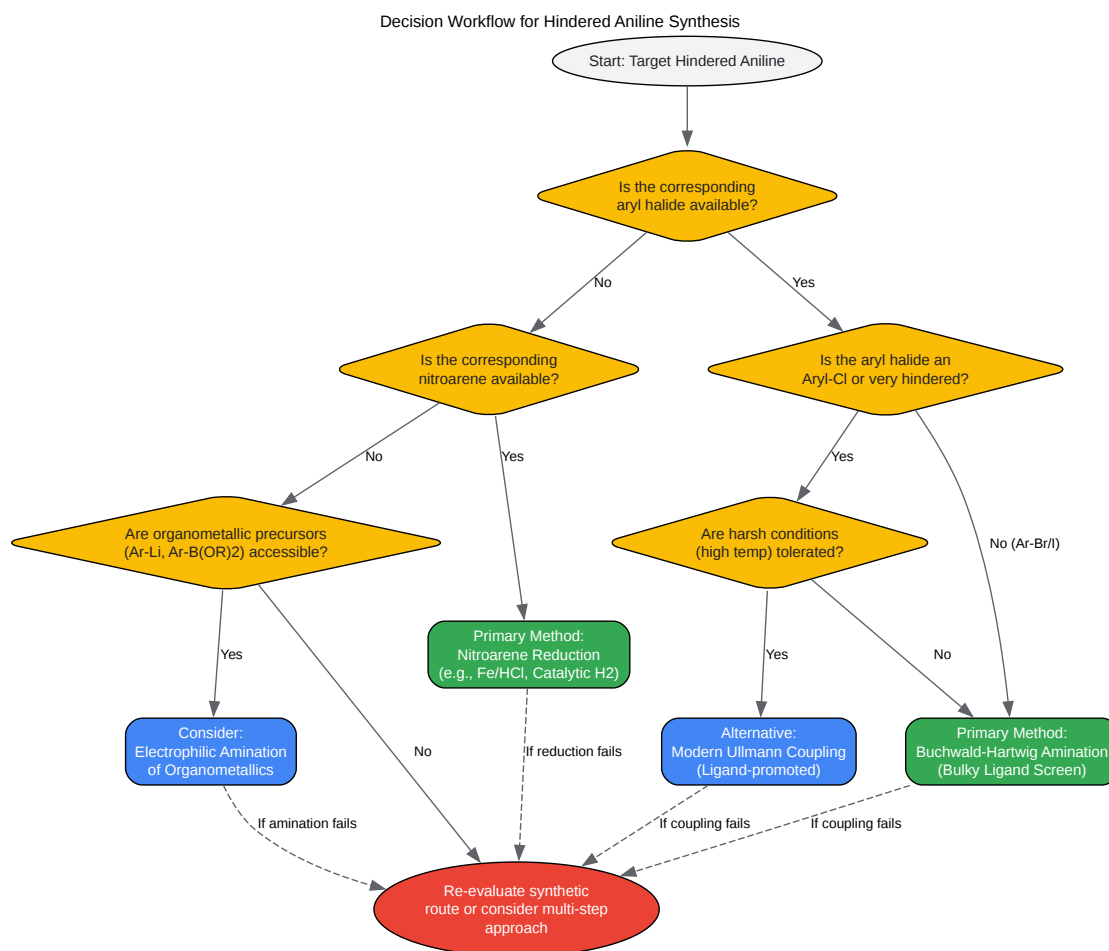 Decision Workflow for Hindered Aniline Synthesis
Start: Target Hindered Aniline
Is the corresponding
aryl halide available?
No
Yes
Is the corresponding
nitroarene available?
Is the aryl halide an
Aryl-Cl or very hindered?
No
Yes
Yes
No (Ar-Br/I)
Are organometallic precursors
(Ar-Li, Ar-B(OR)2) accessible?
Are harsh conditions
(high temp) tolerated?
Yes
No
Yes
No
Primary Method:
Nitroarene Reduction
(e.g., Fe/HCl, Catalytic H2)
Consider:
Electrophilic Amination
of Organometallics
Alternative:
Modern Ullmann Coupling
(Ligand-promoted)
Primary Method:
Buchwald-Hartwig Amination
(Bulky Ligand Screen)
If amination fails
If reduction fails
If coupling fails
If coupling fails
Re-evaluate synthetic
route or consider multi-step
approach